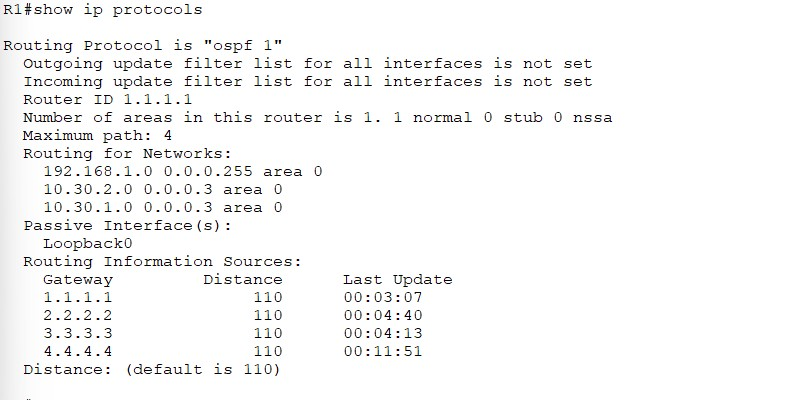 R1#show ip protocols
Routing Protocol is "ospf 1"
Outgoing update filter list for all interfaces is not set
Incoming update filter list for all interfaces is not set
Router ID 1.1.1.1
Number of areas in this router is 1. 1 normal 0 stub 0 nssa
Maximum path: 4
Routing for Networks:
192.168.1.0 0.0.0.255 area 0
10.30.2.0 0.0.0.3 area 0
10.30.1.0 0.0.0.3 area 0
Passive Interface(s):
Loopback0
Routing Information Sources:
Gateway Distance Last Update
1.1.1.1 110 00:03:07
2.2.2.2 110 00:04:40
3.3.3.3 110 00:04:13
4.4.4.4 110 00:11:51
Distance: (default is 110)